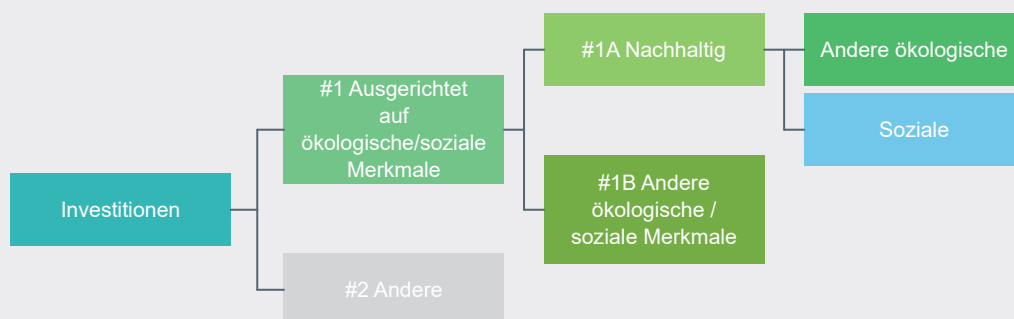 Investitionen
#1 Ausgerichtet
auf
ökologische/soziale
Merkmale
#2 Andere
#1A Nachhaltig
#1B Andere
ökologische /
soziale Merkmale
Andere ökologische
Soziale